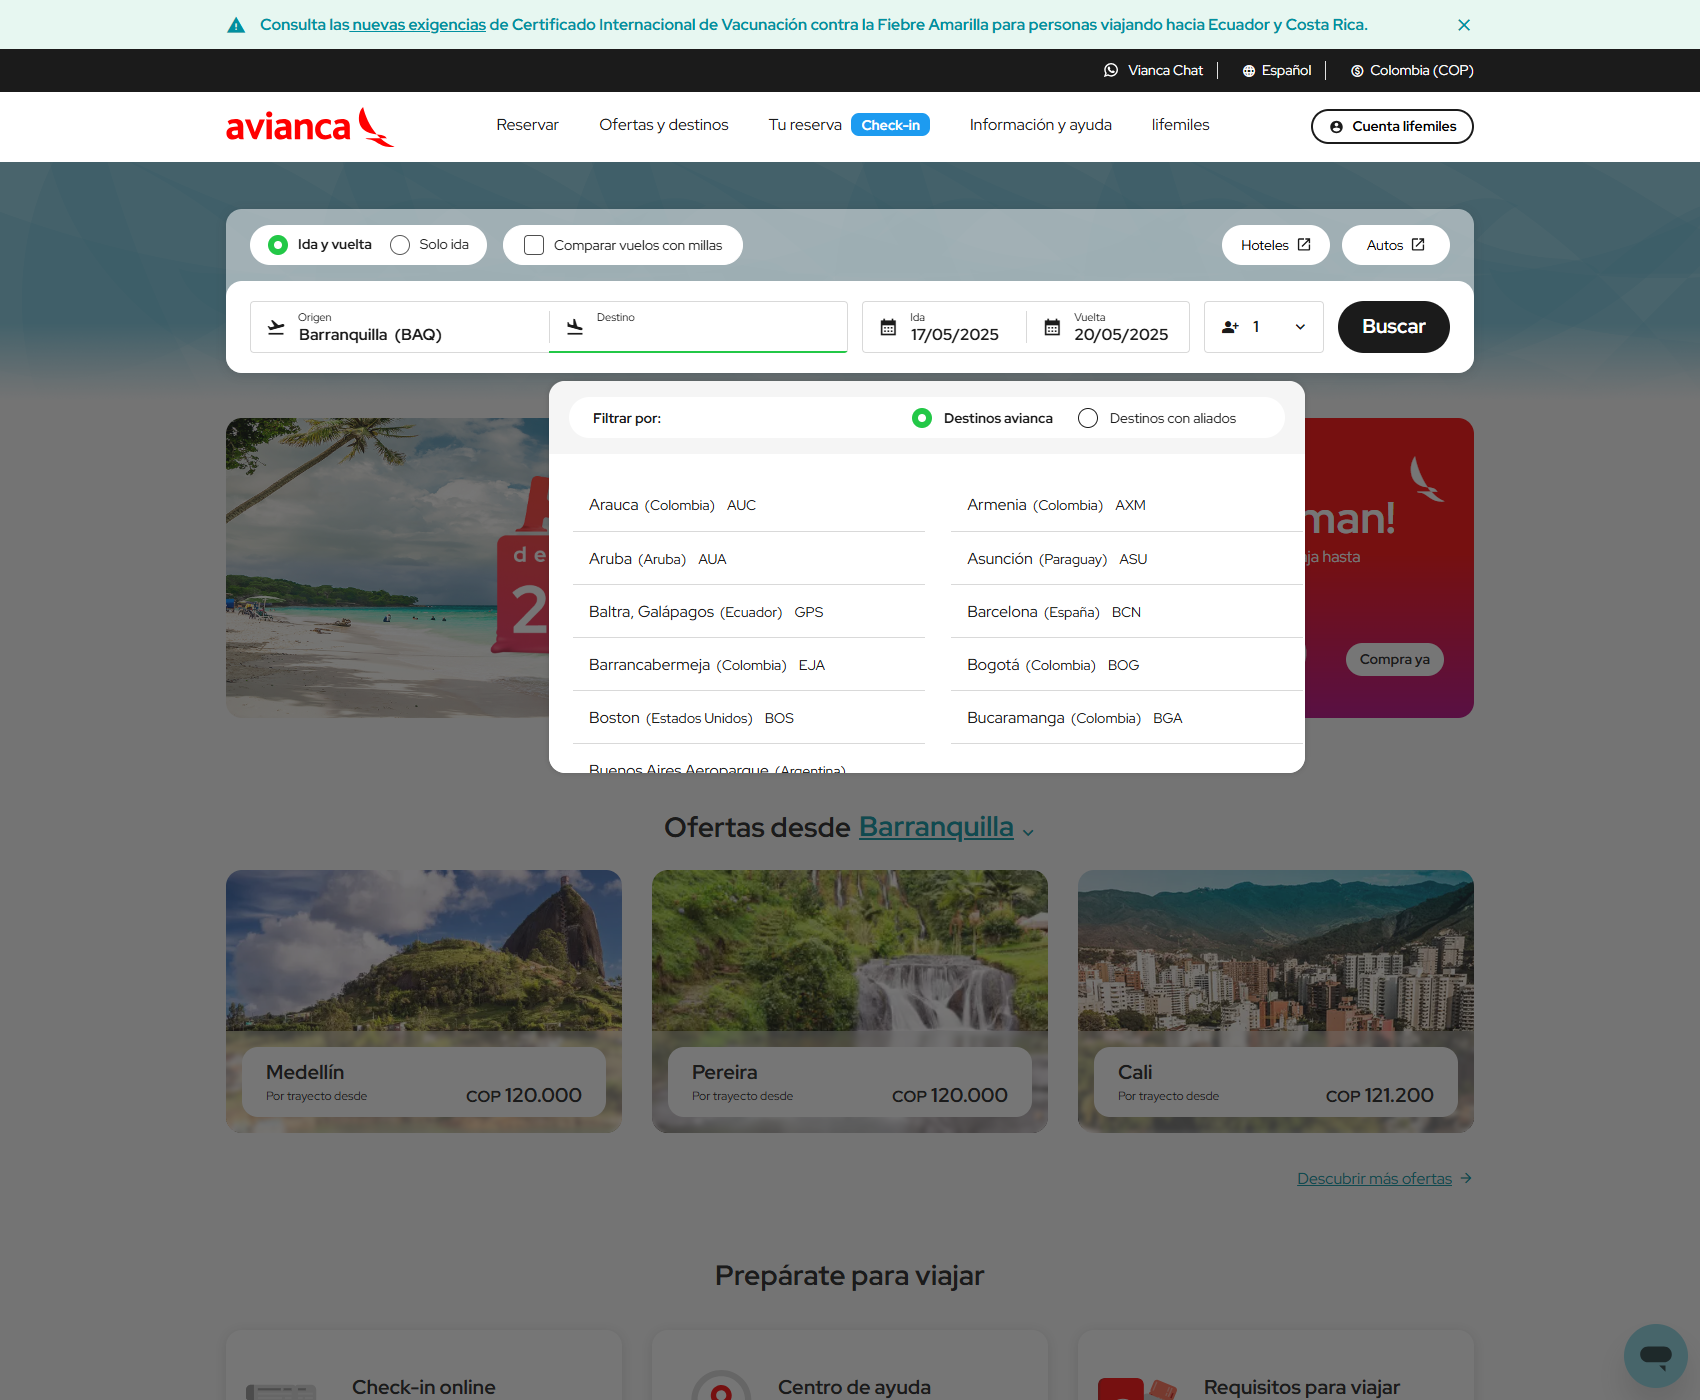 Consulta las nuevas exigencias de Certificado Internacional de Vacunación contra la Fiebre Amarilla para personas viajando hacia Ecuador y Costa Rica.
Vianca Chat
Español
Colombia (COP)
avianca
Reservar
Ofertas y destinos
Tu reserva
Check-in
Información y ayuda
lifemiles
Cuenta lifemiles
Ida y vuelta
Solo ida
Comparar vuelos con millas
Hoteles
Autos
Origen
Barranquilla (BAQ)
Destino
Ida
17/05/2025
Vuelta
20/05/2025
1
Buscar
Filtrar por:
Destinos avianca
Destinos con aliados
Arauca (Colombia) AUC
Armenia (Colombia) AXM
Aruba (Aruba) AUA
Asunción (Paraguay) ASU
Baltra, Galápagos (Ecuador) GPS
Barcelona (España) BCN
Barrancabermeja (Colombia) EJA
Bogotá (Colombia) BOG
Boston (Estados Unidos) BOS
Bucaramanga (Colombia) BGA
Buenos Aires Aeroparque (Argentina)
de
2
man!
ja hasta
Compra ya
Ofertas desde Barranquilla
Medellín
Por trayecto desde
COP 120.000
Pereira
Por trayecto desde
COP 120.000
Cali
Por trayecto desde
COP 121.200
Descubrir más ofertas
Prepárate para viajar
Check-in online
Centro de ayuda
Requisitos para viajar